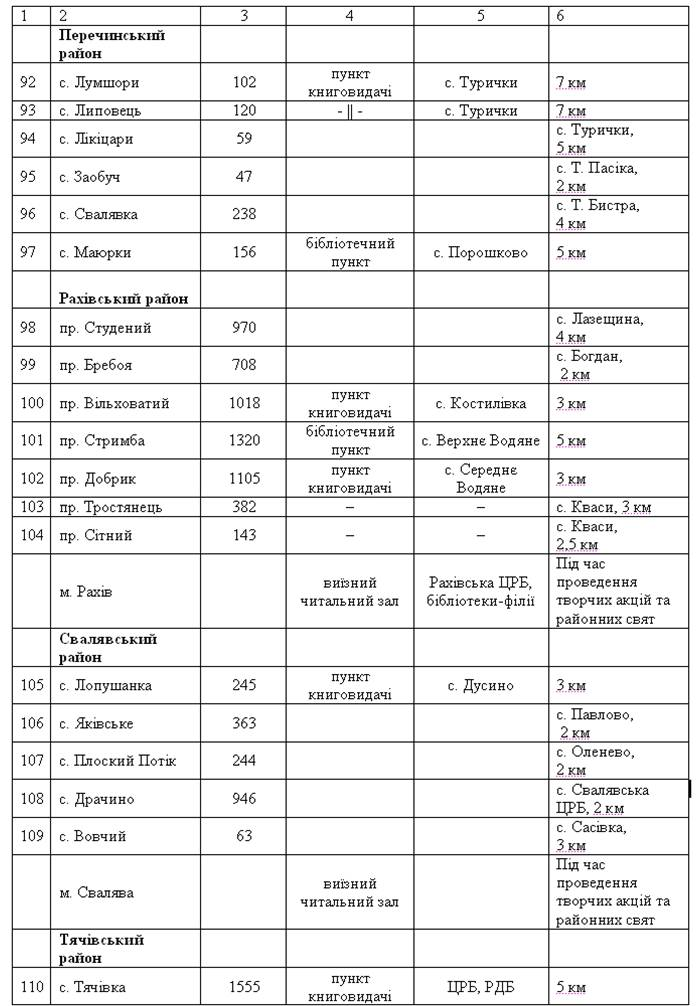 1 2 3 4 5 6
Перечинський район
92 с. Лумшори 102 пункт книговидачі с. Турички 7 км
93 с. Липовець 120 - || - с. Турички 7 км
94 с. Лікіцари 59 с. Турички, 5 км
95 с. Заобуч 47 с. Т. Пасіка, 2 км
96 с. Свалявка 238 с. Т. Бистра, 4 км
97 с. Маюрки 156 бібліотечний пункт с. Порошково 5 км
Рахівський район
98 пр. Студений 970 с. Лазещина, 4 км
99 пр. Бребоя 708 с. Богдан, 2 км
100 пр. Вільховатий 1018 пункт книговидачі с. Костилівка 3 км
101 пр. Стримба 1320 бібліотечний пункт с. Верхнє Водяне 5 км
102 пр. Добрик 1105 пункт книговидачі с. Середнє Водяне 3 км
103 пр. Тростянець 382 – – с. Кваси, 3 км
104 пр. Сітний 143 – – с. Кваси, 2,5 км
м. Рахів виїзний читальний зал Рахівська ЦРБ, бібліотеки-філії Під час проведення творчих акцій та районних свят
Свалявський район
105 с. Лопушанка 245 пункт книговидачі с. Дусино 3 км
106 с. Яківське 363 с. Павлово, 2 км
107 с. Плоский Потік 244 с. Оленево, 2 км
108 с. Драчино 946 с. Свалявська ЦРБ, 2 км
109 с. Вовчий 63 с. Сасівка, 3 км
м. Свалява виїзний читальний зал Під час проведення творчих акцій та районних свят
Тячівський район
110 с. Тячівка 1555 пункт книговидачі ЦРБ, РДБ 5 км